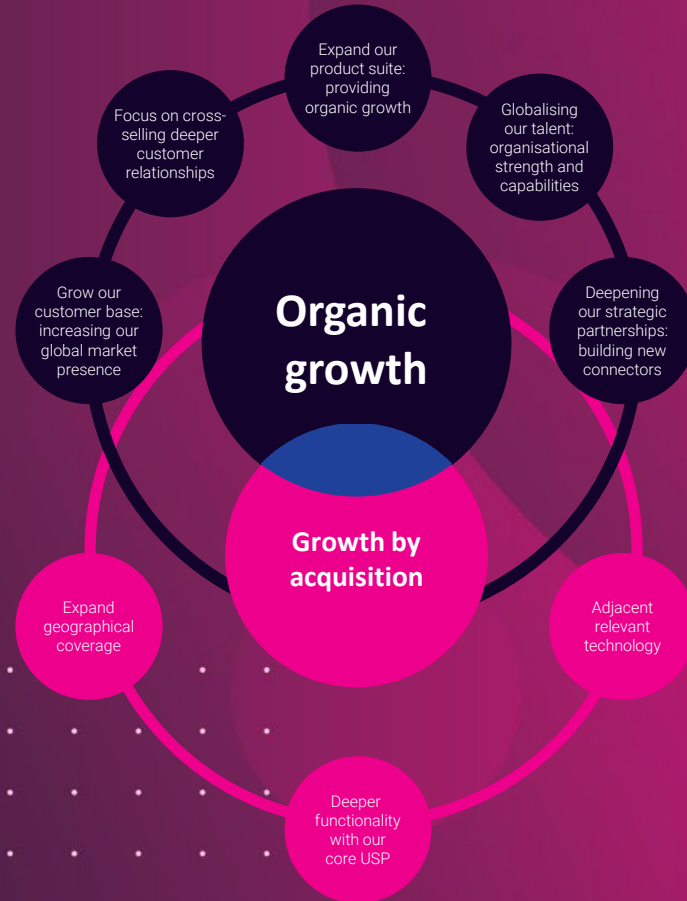 Expand our
product suite:
providing
organic growth
Focus on cross-
selling deeper
customer
relationships
Globalising
our talent:
organisational
strength and
capabilities
Grow our
customer base:
increasing our
global market
presence
Deepening
our strategic
partnerships:
building new
connectors
Organic
growth
Growth by
acquisition
Expand
geographical
coverage
Adjacent
relevant
technology
Deeper
functionality
with our
core USP